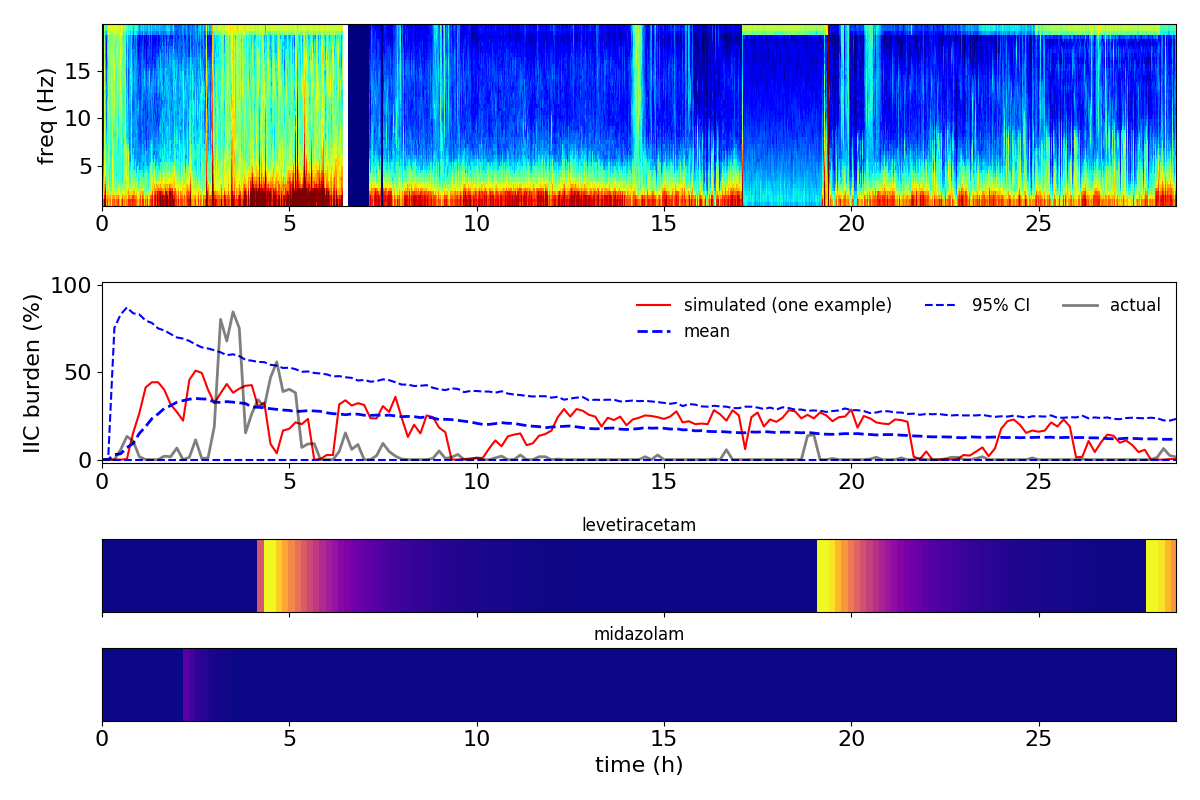 freq (Hz)
15
10
5
0 5 10 15 20 25
IIC burden (%)
100
50
0
simulated (one example)
mean
95% CI
actual
0 5 10 15 20 25
levetiracetam
midazolam
0 5 10 15 20 25
time (h)